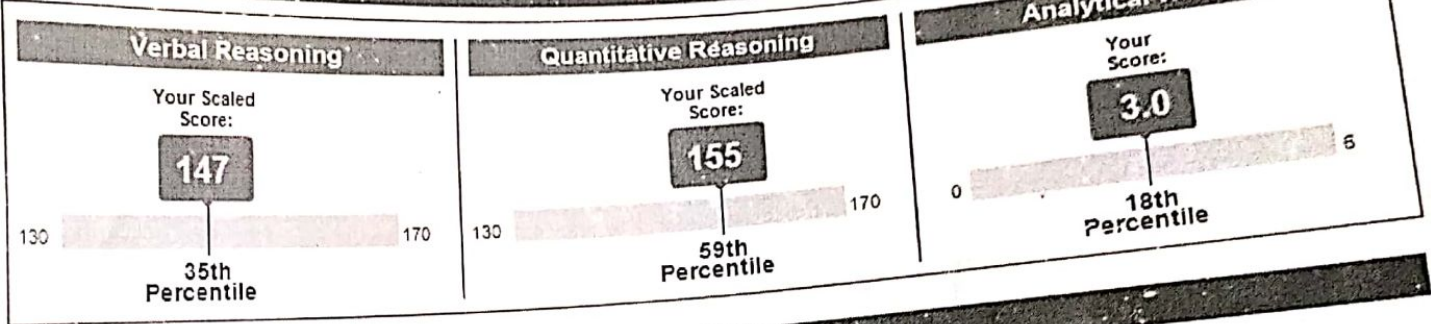 Verbal Reasoning
Your Scaled
Score:
147
130
170
35th
Percentile
Quantitative Reasoning
Your Scaled
Score:
155
130
170
59th
Percentile
Analytical
Your
Score:
3.0
0
6
18th
Percentile